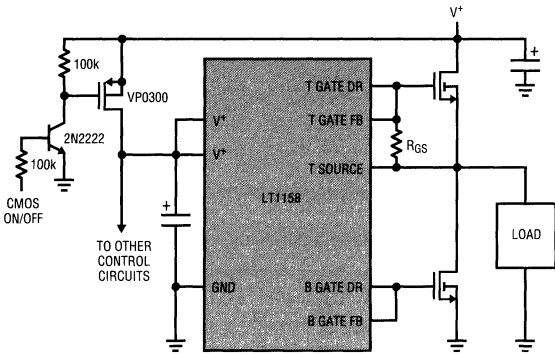 V+
100k
VP0300
2N2222
100k
CMOS
ON/OFF
TO OTHER
CONTROL
CIRCUITS
+
V+
V+
GND
LT1158
T GATE DR
T GATE FB
T SOURCE
B GATE DR
B GATE FB
RGS
+
LOAD